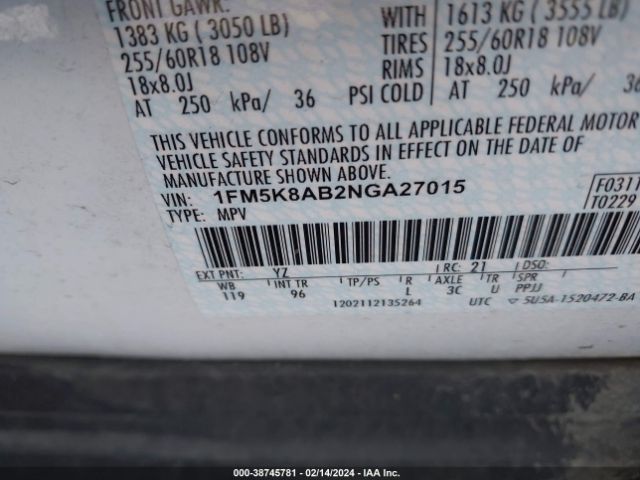 FRONT GAWR:
1383 KG ( 3050 LB) WITH 1613 KG ( 3555 LB)
255/60R18 108V TIRES 255/60R18 108V
18x8.0J RIMS 18x8.0J
AT 250 kPa/ 36 PSI COLD AT 250 kPa/ 36
THIS VEHICLE CONFORMS TO ALL APPLICABLE FEDERAL MOTOR
VEHICLE SAFETY STANDARDS IN EFFECT ON THE DATE OF
MANUFACTURE SHOWN ABOVE.
VIN: 1FM5K8AB2NGA27015 F0311
TYPE: MPV T0229
EXT PNT: YZ RC: 21 DSO:
WB INT TR TP/PS R AXLE TR SPR
119 96 L 3C U PPJJ
1202112135264 UTC ▽ 5U5A-1520472-BA
000-38745781 - 02/14/2024 - IAA Inc.